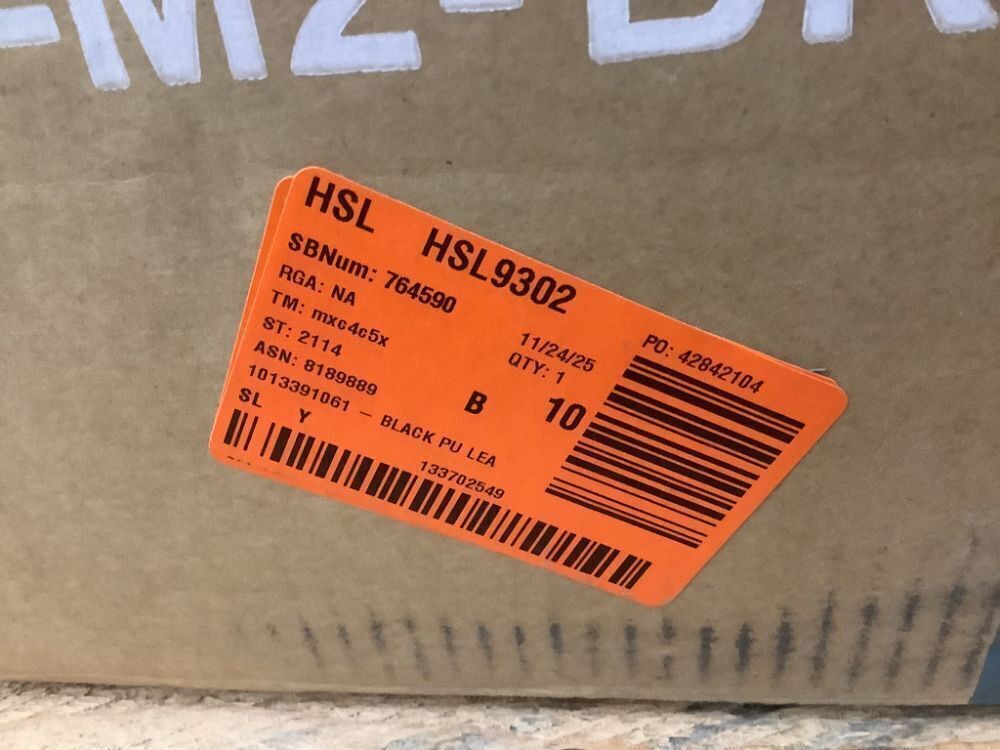 -M2-
HSL HSL9302
SBNum: 764590
RGA: NA
TM: mxc4c5x
ST: 2114
ASN: 8189889
1013391061 – BLACK PU LEA
SL Y
133702549
11/24/25
QTY: 1
B 10
PO: 42842104